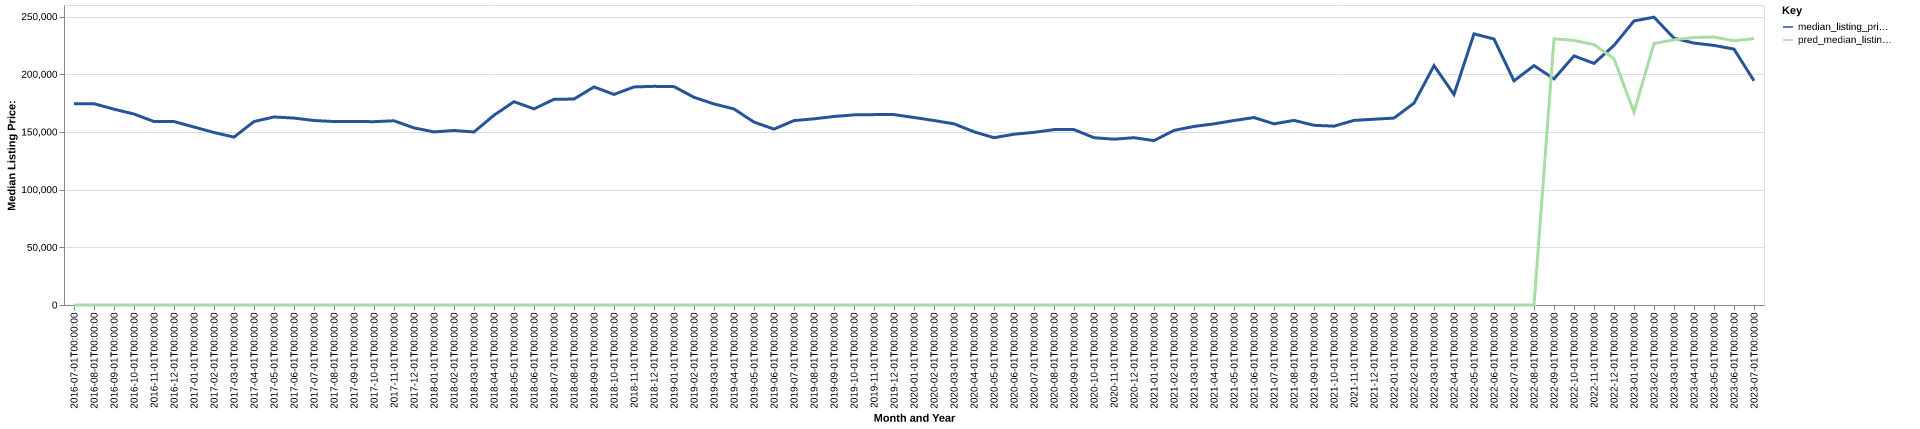 250,000
200,000
150,000
100,000
50,000
0
Median Listing Price:
2016-07-01T00:00:00
2016-08-01T00:00:00
2016-09-01T00:00:00
2016-10-01T00:00:00
2016-11-01T00:00:00
2016-12-01T00:00:00
2017-01-01T00:00:00
2017-02-01T00:00:00
2017-03-01T00:00:00
2017-04-01T00:00:00
2017-05-01T00:00:00
2017-06-01T00:00:00
2017-07-01T00:00:00
2017-08-01T00:00:00
2017-09-01T00:00:00
2017-10-01T00:00:00
2017-11-01T00:00:00
2017-12-01T00:00:00
2018-01-01T00:00:00
2018-02-01T00:00:00
2018-03-01T00:00:00
2018-04-01T00:00:00
2018-05-01T00:00:00
2018-06-01T00:00:00
2018-07-01T00:00:00
2018-08-01T00:00:00
2018-09-01T00:00:00
2018-10-01T00:00:00
2018-11-01T00:00:00
2018-12-01T00:00:00
2019-01-01T00:00:00
2019-02-01T00:00:00
2019-03-01T00:00:00
2019-04-01T00:00:00
2019-05-01T00:00:00
2019-06-01T00:00:00
2019-07-01T00:00:00
2019-08-01T00:00:00
2019-09-01T00:00:00
2019-10-01T00:00:00
2019-11-01T00:00:00
2019-12-01T00:00:00
2020-01-01T00:00:00
2020-02-01T00:00:00
2020-03-01T00:00:00
2020-04-01T00:00:00
2020-05-01T00:00:00
2020-06-01T00:00:00
2020-07-01T00:00:00
2020-08-01T00:00:00
2020-09-01T00:00:00
2020-10-01T00:00:00
2020-11-01T00:00:00
2020-12-01T00:00:00
2021-01-01T00:00:00
2021-02-01T00:00:00
2021-03-01T00:00:00
2021-04-01T00:00:00
2021-05-01T00:00:00
2021-06-01T00:00:00
2021-07-01T00:00:00
2021-08-01T00:00:00
2021-09-01T00:00:00
2021-10-01T00:00:00
2021-11-01T00:00:00
2021-12-01T00:00:00
2022-01-01T00:00:00
2022-02-01T00:00:00
2022-03-01T00:00:00
2022-04-01T00:00:00
2022-05-01T00:00:00
2022-06-01T00:00:00
2022-07-01T00:00:00
2022-08-01T00:00:00
2022-09-01T00:00:00
2022-10-01T00:00:00
2022-11-01T00:00:00
2022-12-01T00:00:00
2023-01-01T00:00:00
2023-02-01T00:00:00
2023-03-01T00:00:00
2023-04-01T00:00:00
2023-05-01T00:00:00
2023-06-01T00:00:00
2023-07-01T00:00:00
Month and Year
Key
median_listing_pri…
pred_median_listin…